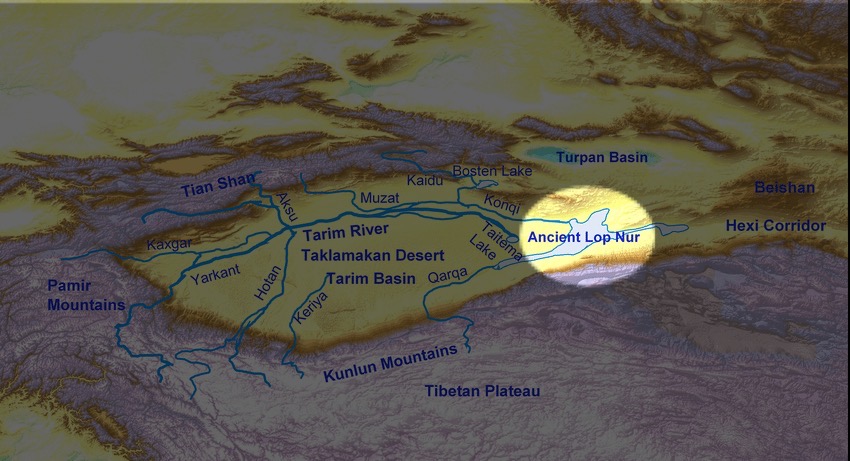 Turpan Basin
Bosten Lake
Tian Shan
Kaidu
Beishan
Muzat
Konqi
Aksu
Hexi Corridor
Tarim River
Ancient Lop Nur
Kaxgar
Taitema
Lake
Taklamakan Desert
Yarkant
Hotan
Tarim Basin
Qarqa
Pamir
Mountains
Keriya
Kunlun Mountains
Tibetan Plateau